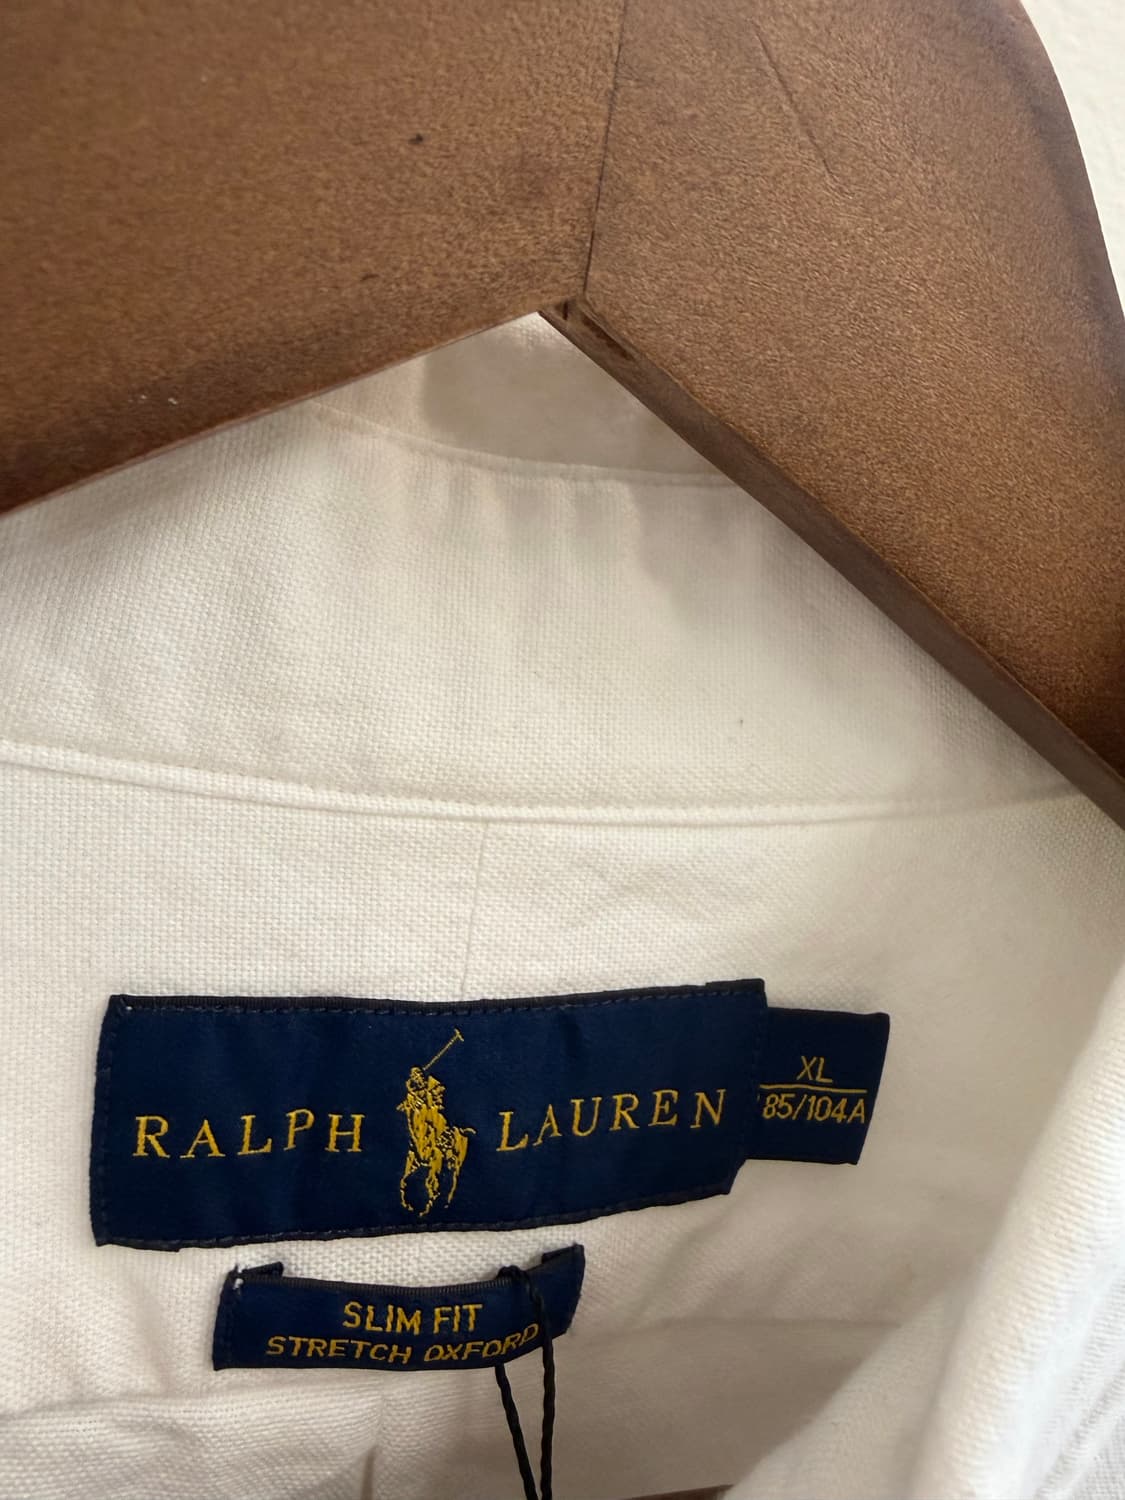 RALPH LAUREN
XL
85/104A
SLIM FIT
STRETCH OXFORD